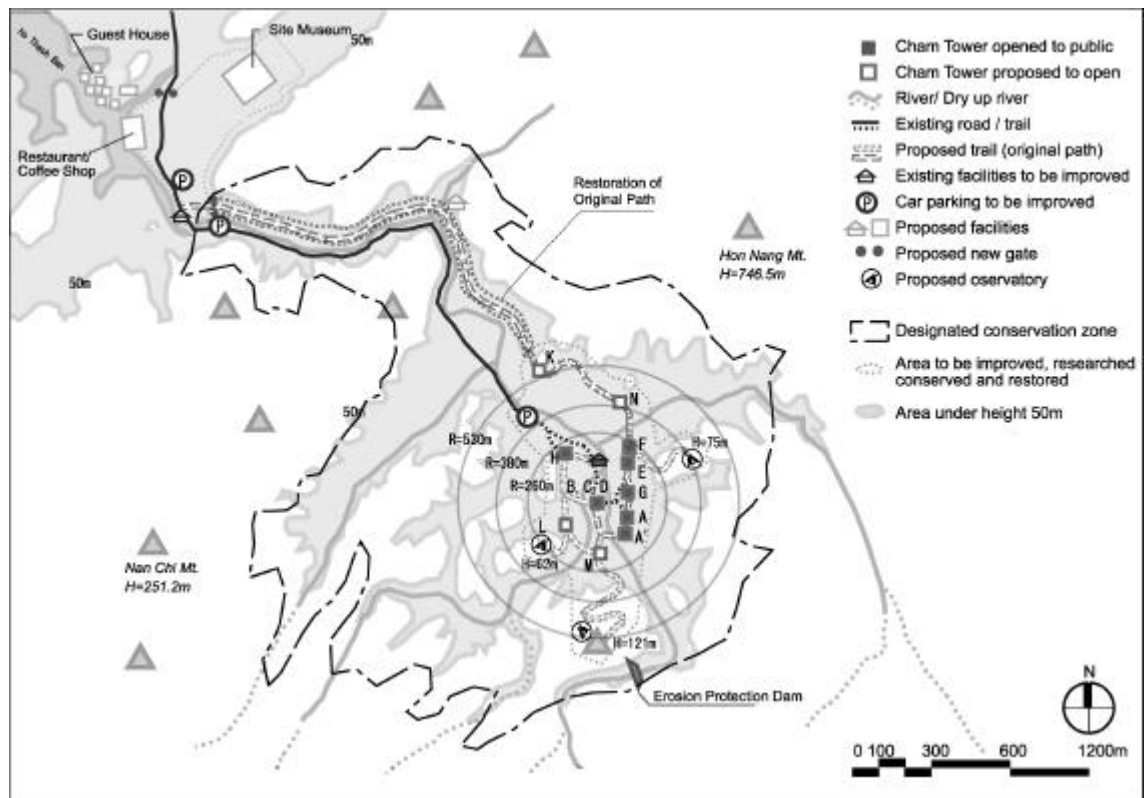 Guest House
Site Museum
50m
to Thanh Ban
Restaurant/
Coffee Shop
50m
Restoration of
Original Path
Hon Nang Mt.
H=746.5m
50m
K
N
R=530m
R=380m
R=260m
H
F
H=75m
E
B, C, D
G
A
A'
L
H=62m
M
H=121m
Nan Chi Mt.
H=251.2m
Erosion Protection Dam
Cham Tower opened to public
Cham Tower proposed to open
River/ Dry up river
Existing road / trail
Proposed trail (original path)
Existing facilities to be improved
P Car parking to be improved
Proposed facilities
Proposed new gate
Proposed oservatory
Designated conservation zone
Area to be improved, researched
conserved and restored
Area under height 50m
P
P
P
N
0 100 300 600 1200m